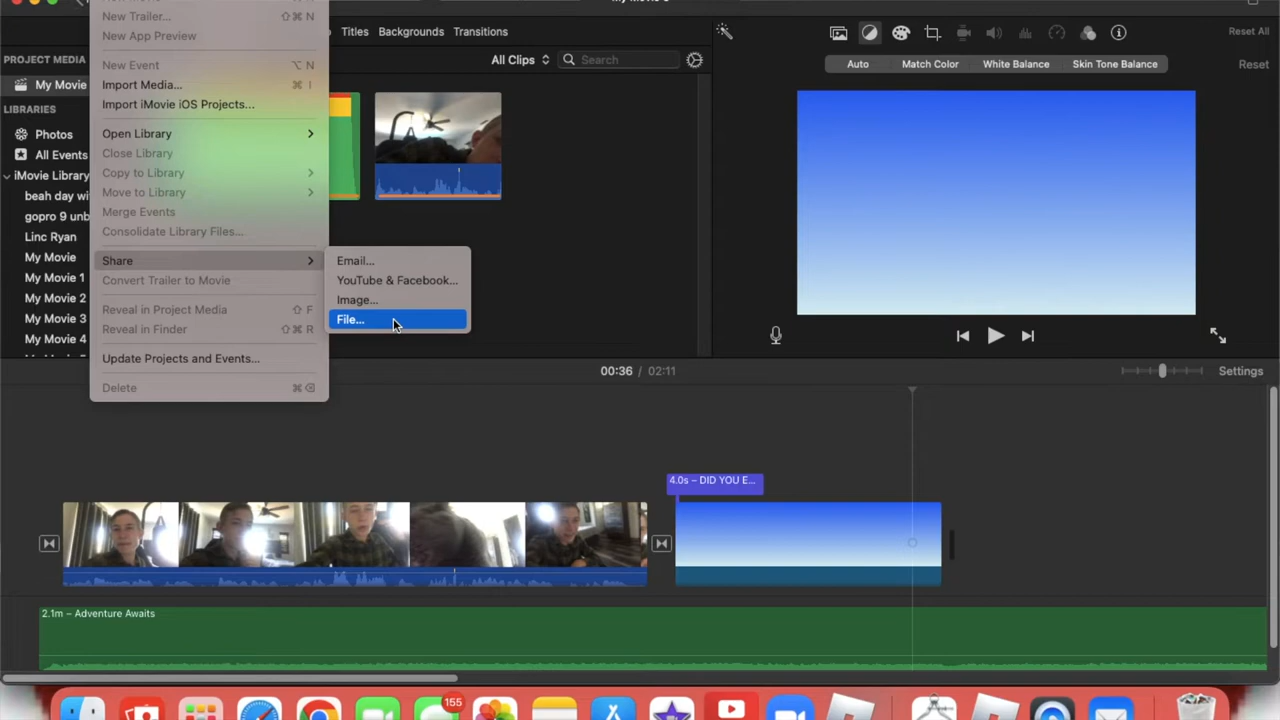 New Trailer... ⇧⌘ N
New App Preview
New Event ⌥ N
Import Media... ⌘ I
Import iMovie iOS Projects...
Open Library
Close Library
Copy to Library
Move to Library
Merge Events
Consolidate Library Files...
Share
Convert Trailer to Movie
Reveal in Project Media ⇧ F
Reveal in Finder ⇧⌘ R
Update Projects and Events...
Delete ⌘⌫
Email...
YouTube & Facebook...
Image...
File...
Titles Backgrounds Transitions
PROJECT MEDIA
All Clips Search
My Movie
LIBRARIES
Photos
All Events
iMovie Library
beah day wi
gopro 9 unb
Linc Ryan
My Movie
My Movie 1
My Movie 2
My Movie 3
My Movie 4
Reset All
Auto Match Color White Balance Skin Tone Balance Reset
00:36 / 02:11 Settings
4.0s – DID YOU E...
2.1m – Adventure Awaits
155